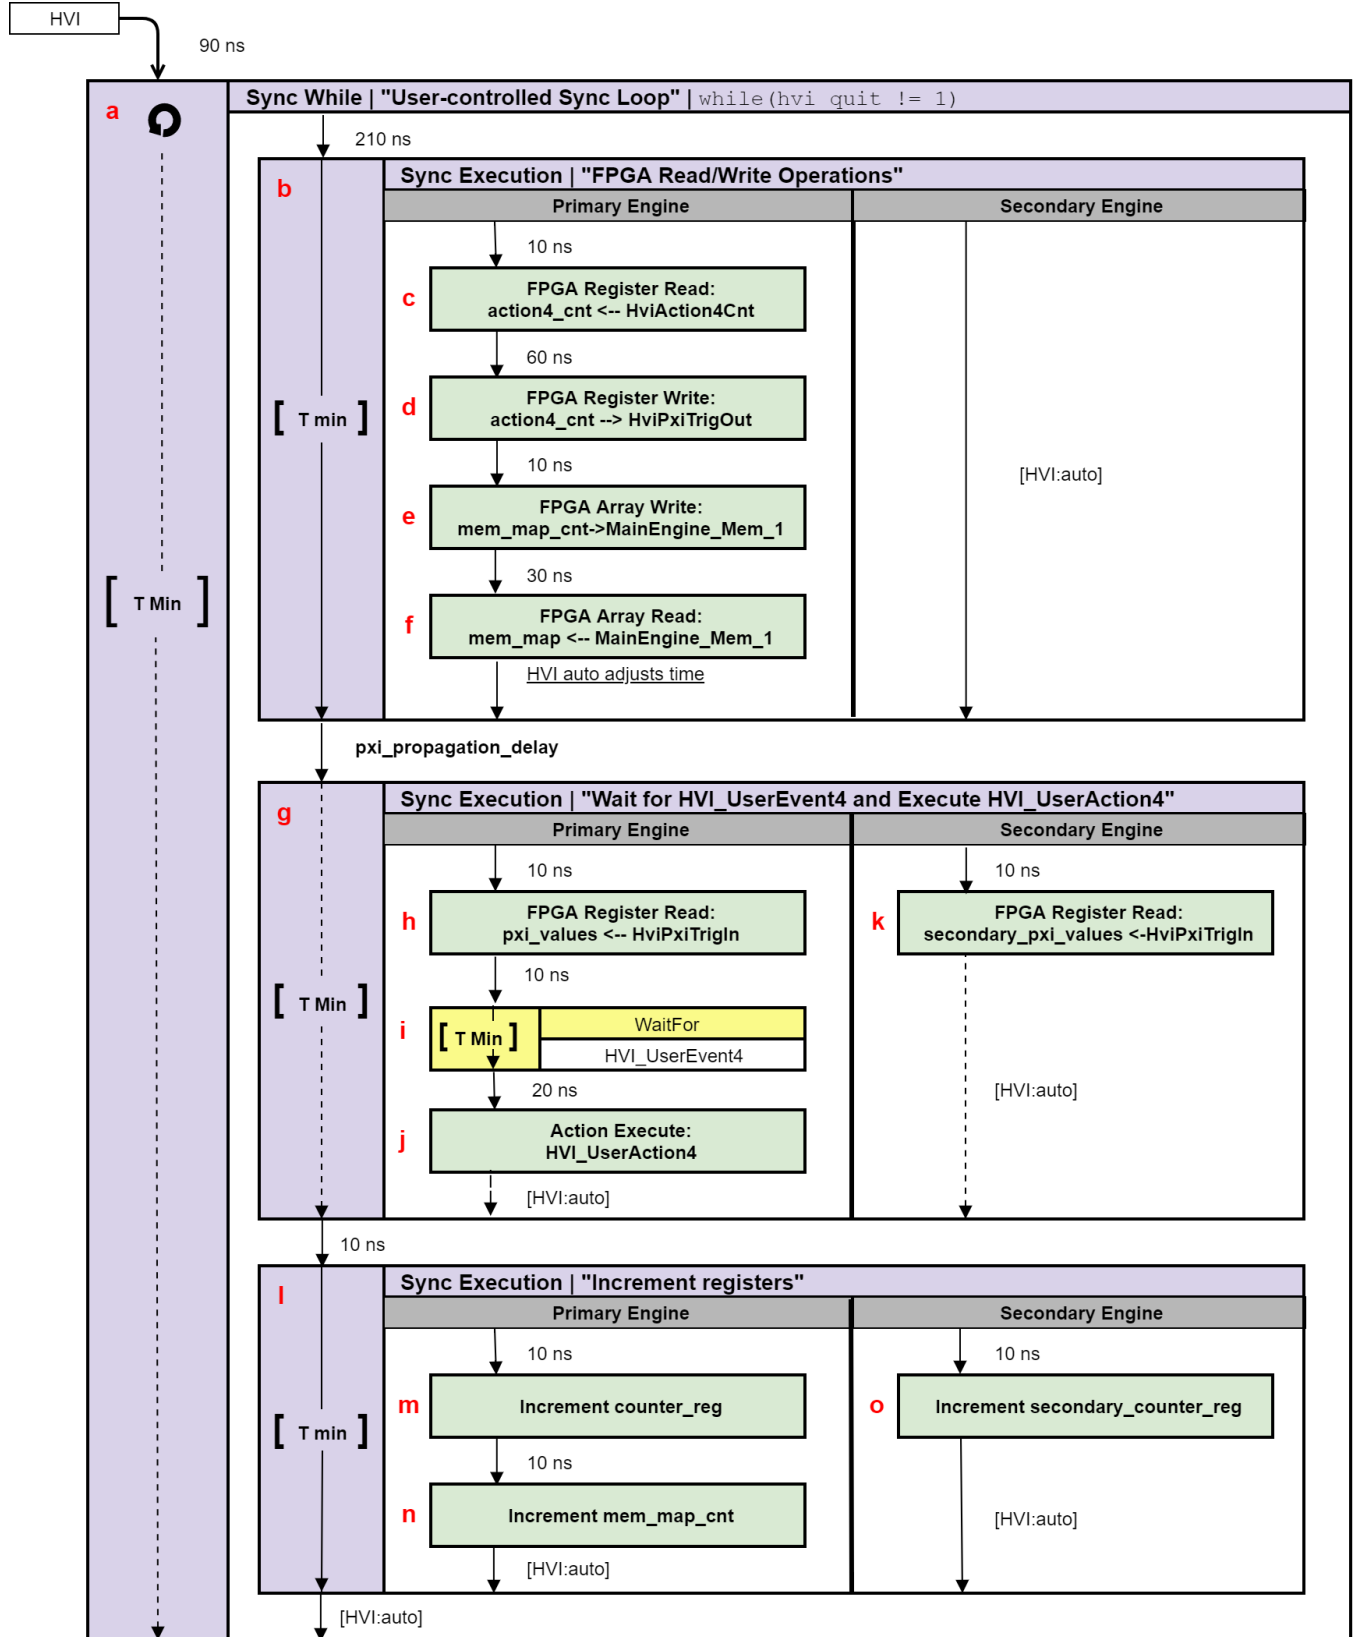 HVI
90 ns
a
Sync While | "User-controlled Sync Loop" | while(hvi quit != 1)
210 ns
b
Sync Execution | "FPGA Read/Write Operations"
Primary Engine
Secondary Engine
10 ns
c
FPGA Register Read:
action4_cnt <-- HviAction4Cnt
60 ns
d
FPGA Register Write:
action4_cnt --> HviPxiTrigOut
[ T min ]
10 ns
[HVI:auto]
e
FPGA Array Write:
mem_map_cnt->MainEngine_Mem_1
30 ns
[ T Min ]
f
FPGA Array Read:
mem_map <-- MainEngine_Mem_1
HVI auto adjusts time
pxi_propagation_delay
g
Sync Execution | "Wait for HVI_UserEvent4 and Execute HVI_UserAction4"
Primary Engine
Secondary Engine
10 ns
10 ns
h
FPGA Register Read:
pxi_values <-- HviPxiTrigIn
k
FPGA Register Read:
secondary_pxi_values <-HviPxiTrigIn
10 ns
[ T Min ]
i
[ T Min ]
WaitFor
HVI_UserEvent4
20 ns
[HVI:auto]
j
Action Execute:
HVI_UserAction4
[HVI:auto]
10 ns
l
Sync Execution | "Increment registers"
Primary Engine
Secondary Engine
10 ns
10 ns
m
Increment counter_reg
o
Increment secondary_counter_reg
[ T min ]
10 ns
n
Increment mem_map_cnt
[HVI:auto]
[HVI:auto]
[HVI:auto]